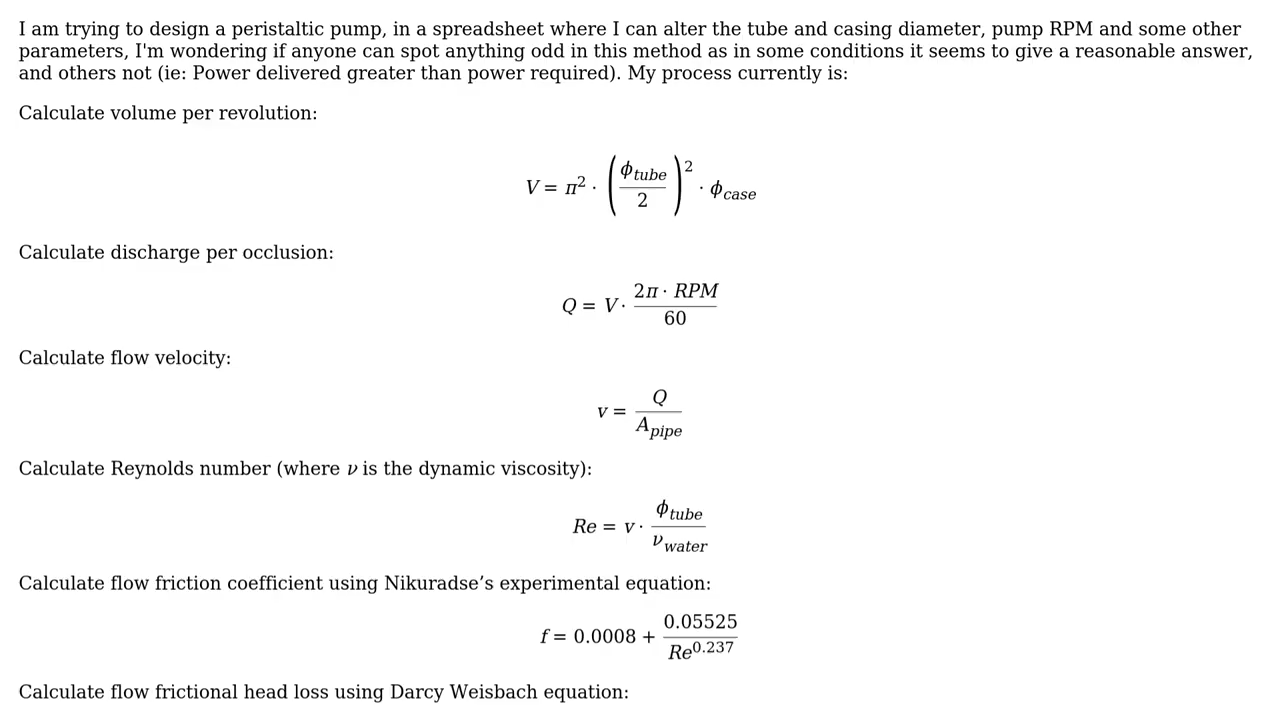 I am trying to design a peristaltic pump, in a spreadsheet where I can alter the tube and casing diameter, pump RPM and some other
parameters, I'm wondering if anyone can spot anything odd in this method as in some conditions it seems to give a reasonable answer,
and others not (ie: Power delivered greater than power required). My process currently is:
Calculate volume per revolution:
V = π² · (ϕ_tube / 2)² · ϕ_case
Calculate discharge per occlusion:
Q = V · (2π · RPM) / 60
Calculate flow velocity:
v = Q / A_pipe
Calculate Reynolds number (where ν is the dynamic viscosity):
Re = v · ϕ_tube / ν_water
Calculate flow friction coefficient using Nikuradse’s experimental equation:
f = 0.0008 + 0.05525 / Re^0.237
Calculate flow frictional head loss using Darcy Weisbach equation: